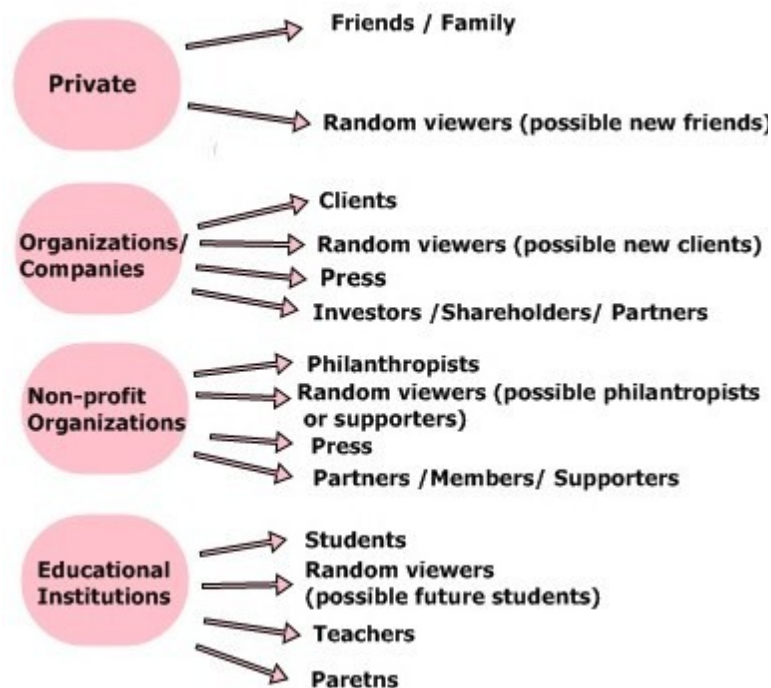 Private
Friends / Family
Random viewers (possible new friends)
Organizations/
Companies
Clients
Random viewers (possible new clients)
Press
Investors /Shareholders/ Partners
Non-profit
Organizations
Philanthropists
Random viewers (possible philantropists
or supporters)
Press
Partners /Members/ Supporters
Educational
Institutions
Students
Random viewers
(possible future students)
Teachers
Paretns